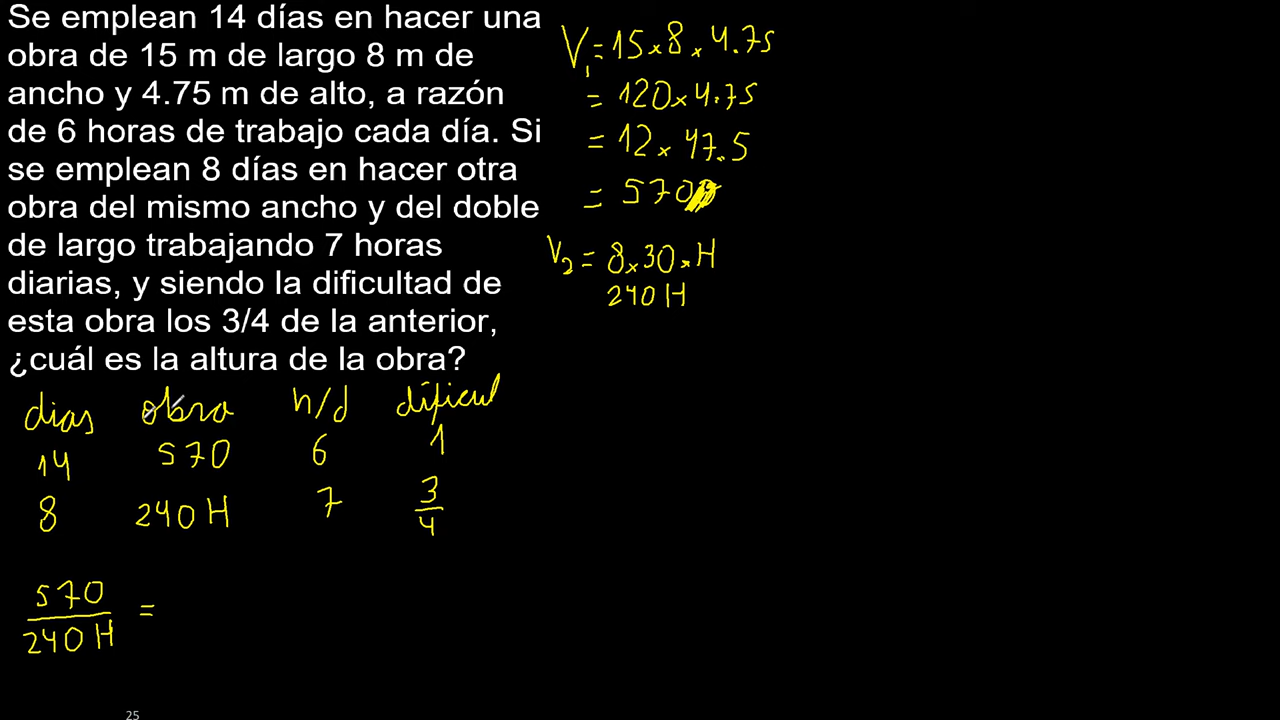 Se emplean 14 días en hacer una
obra de 15 m de largo 8 m de
ancho y 4.75 m de alto, a razón
de 6 horas de trabajo cada día. Si
se emplean 8 días en hacer otra
obra del mismo ancho y del doble
de largo trabajando 7 horas
diarias, y siendo la dificultad de
esta obra los 3/4 de la anterior,
¿cuál es la altura de la obra?
V₁ = 15 x 8 x 4.75
= 120 x 4.75
= 12 x 47.5
= 570
V₂ = 8 x 30 x H
240 H
dias obra h/d dificul
14 570 6 1
8 240 H 7 3/4
570
240 H =
25